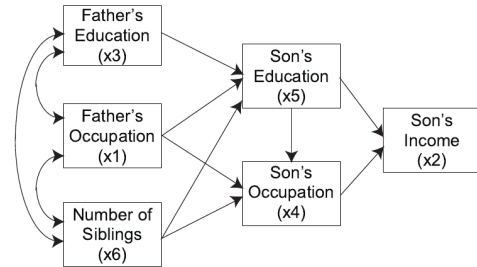 Father's
Education
(x3)
Father's
Occupation
(x1)
Number of
Siblings
(x6)
Son's
Education
(x5)
Son's
Occupation
(x4)
Son's
Income
(x2)